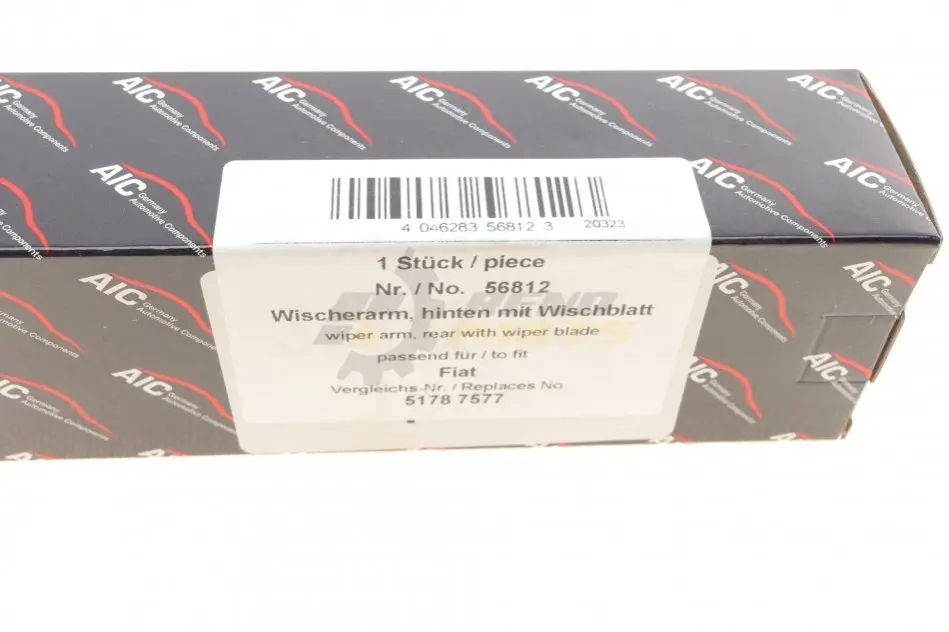 AIC Germany Automotive Components
4 046283 56812 3 20323
1 Stück / piece
Nr. / No. 56812
Wischerarm, hinten mit Wischblatt
wiper arm, rear with wiper blade
passend für / to fit
Fiat
Vergleichs-Nr. / Replaces No
5178 7577